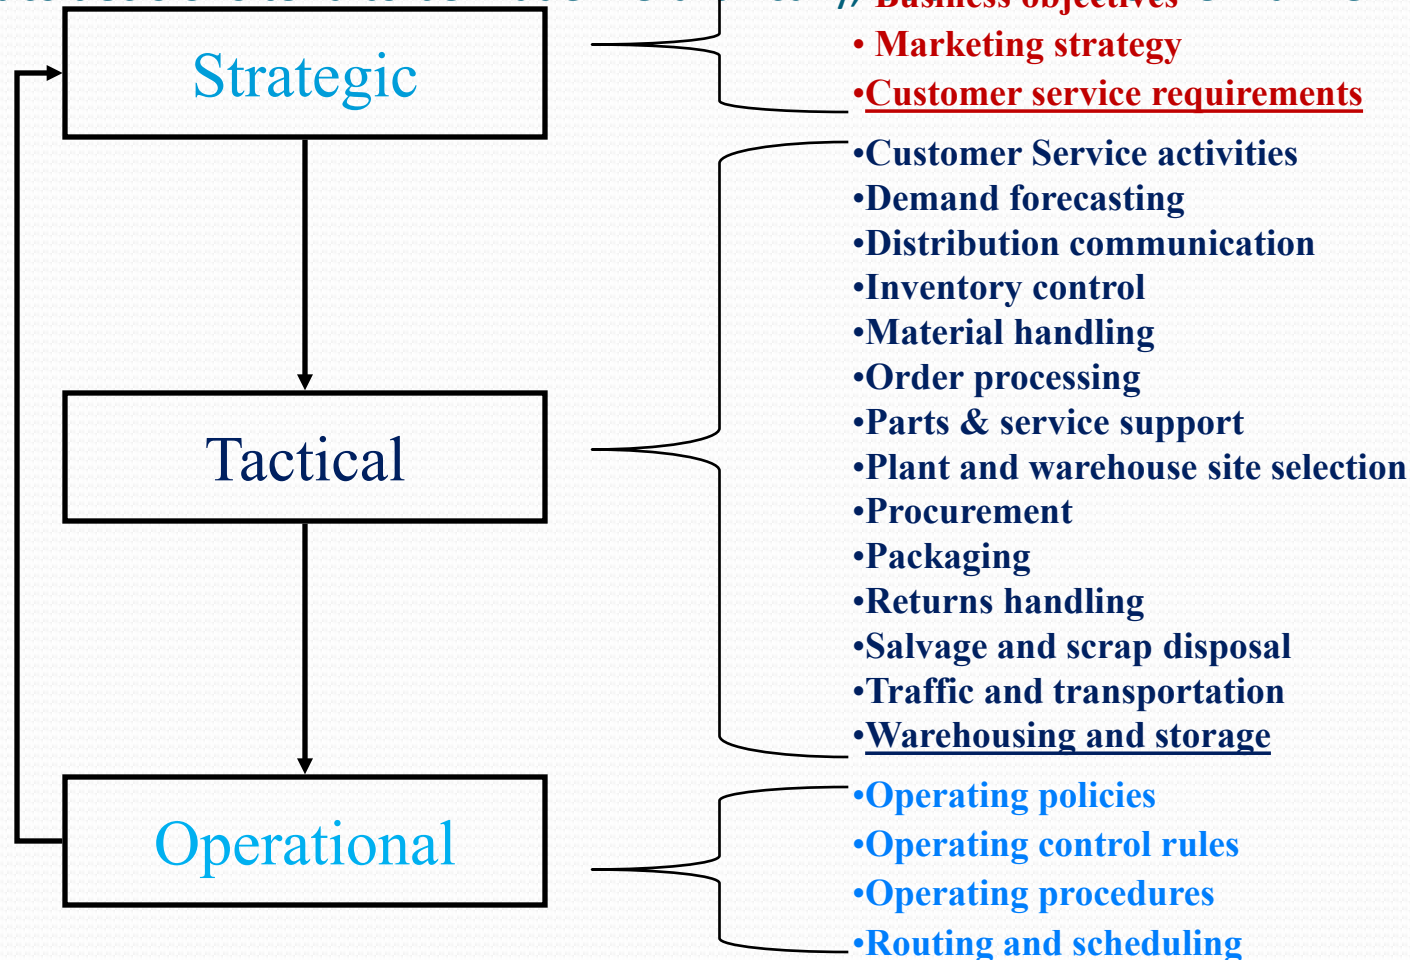 Business objectives
Strategic
• Marketing strategy
•Customer service requirements
•Customer Service activities
•Demand forecasting
•Distribution communication
•Inventory control
•Material handling
•Order processing
•Parts & service support
Tactical
•Plant and warehouse site selection
•Procurement
•Packaging
•Returns handling
•Salvage and scrap disposal
•Traffic and transportation
•Warehousing and storage
•Operating policies
Operational
•Operating control rules
•Operating procedures
•Routing and scheduling